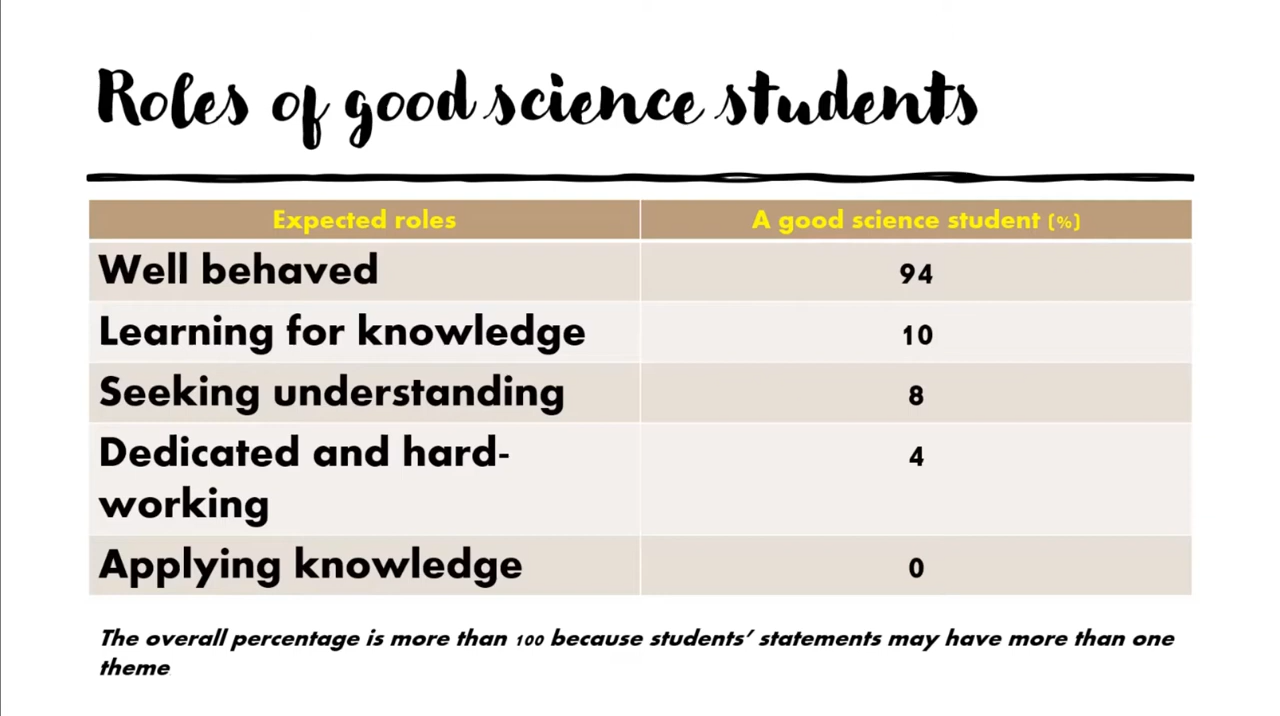 Roles of good science students
Expected roles
A good science student (%)
Well behaved
94
Learning for knowledge
10
Seeking understanding
8
Dedicated and hard-
working
4
Applying knowledge
0
The overall percentage is more than 100 because students’ statements may have more than one
theme